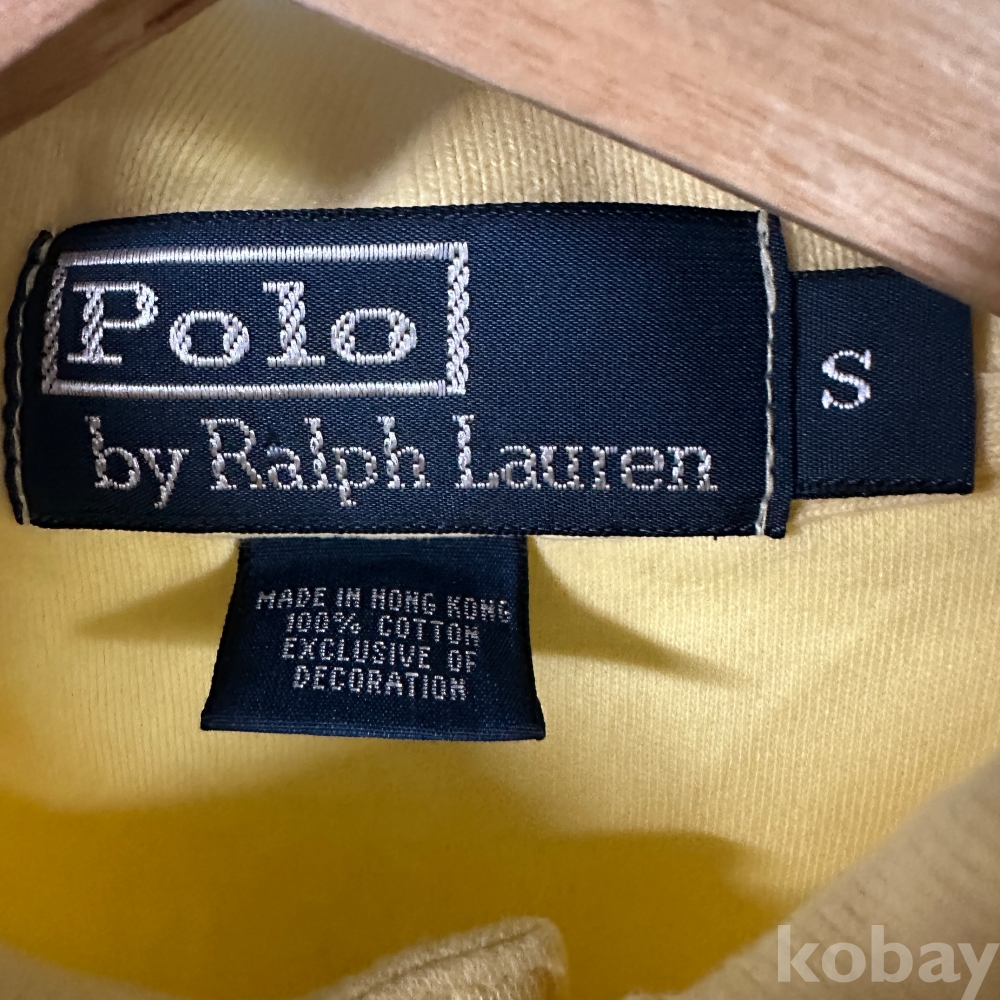 Polo
by Ralph Lauren
S
MADE IN HONG KONG
100% COTTON
EXCLUSIVE OF
DECORATION
kobay